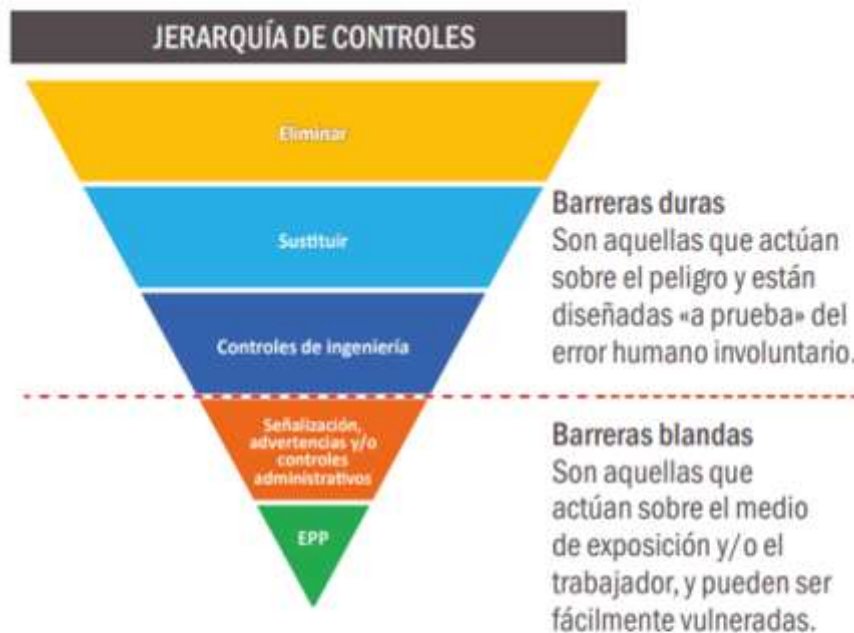 JERARQUÍA DE CONTROLES
Eliminar
Sustituir
Controles de ingeniería
Señalización,
advertencias y/o
controles
administrativos
EPP
Barreras duras
Son aquellas que actúan
sobre el peligro y están
diseñadas «a prueba» del
error humano involuntario.
Barreras blandas
Son aquellas que
actúan sobre el medio
de exposición y/o el
trabajador, y pueden ser
fácilmente vulneradas.